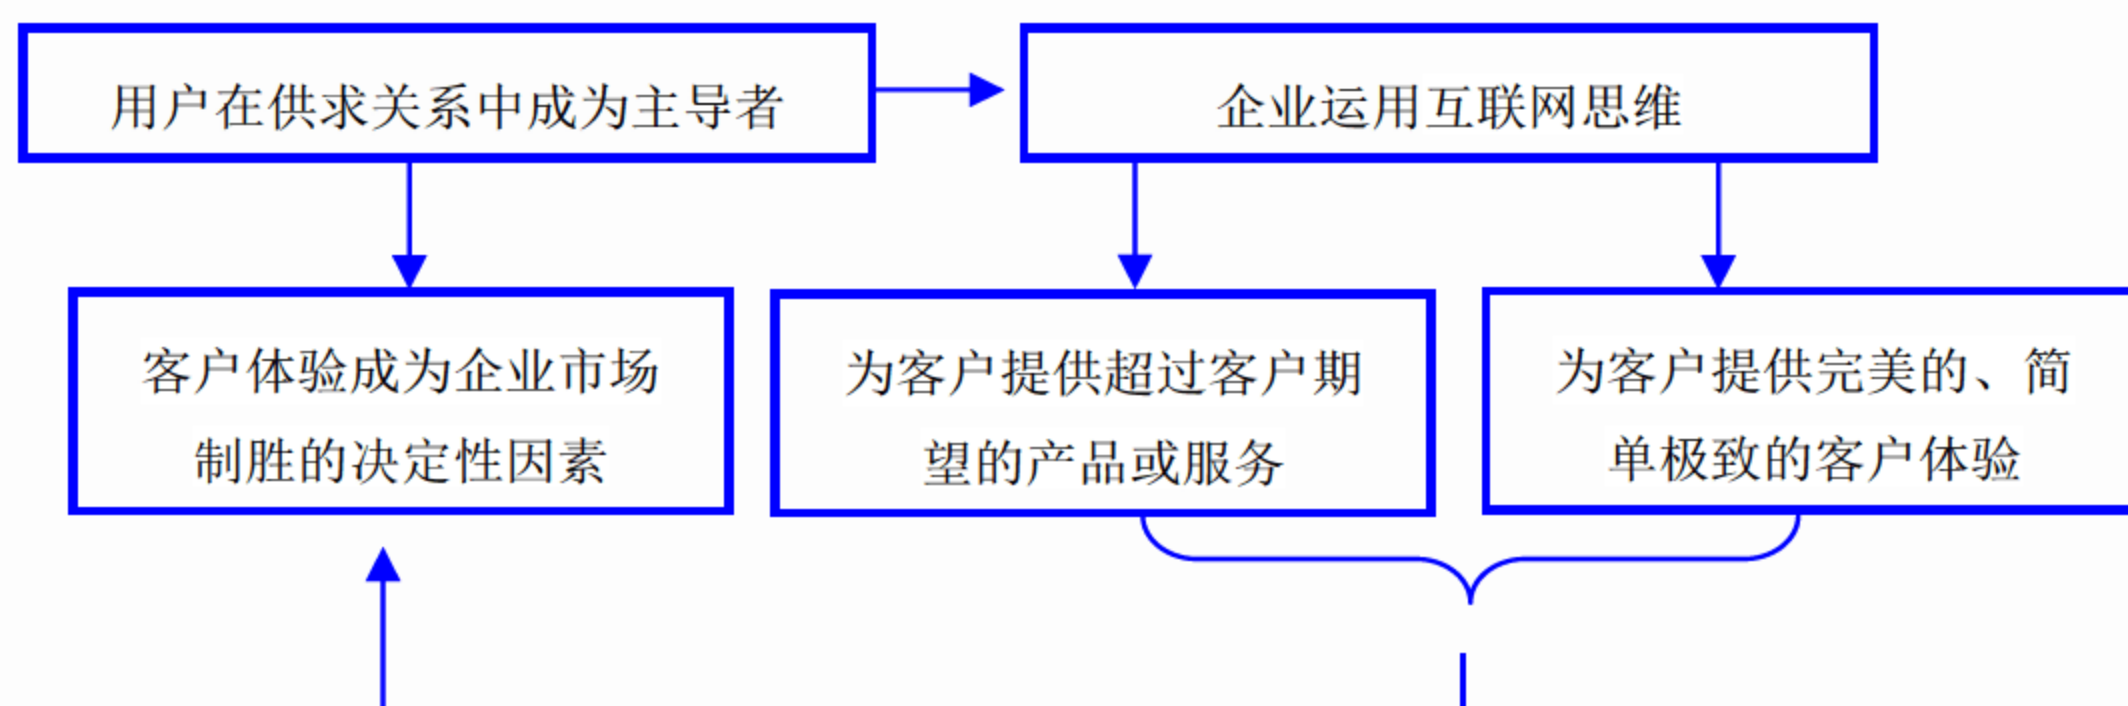 用户在供求关系中成为主导者
企业运用互联网思维
客户体验成为企业市场
制胜的决定性因素
为客户提供超过客户期
望的产品或服务
为客户提供完美的、简
单极致的客户体验